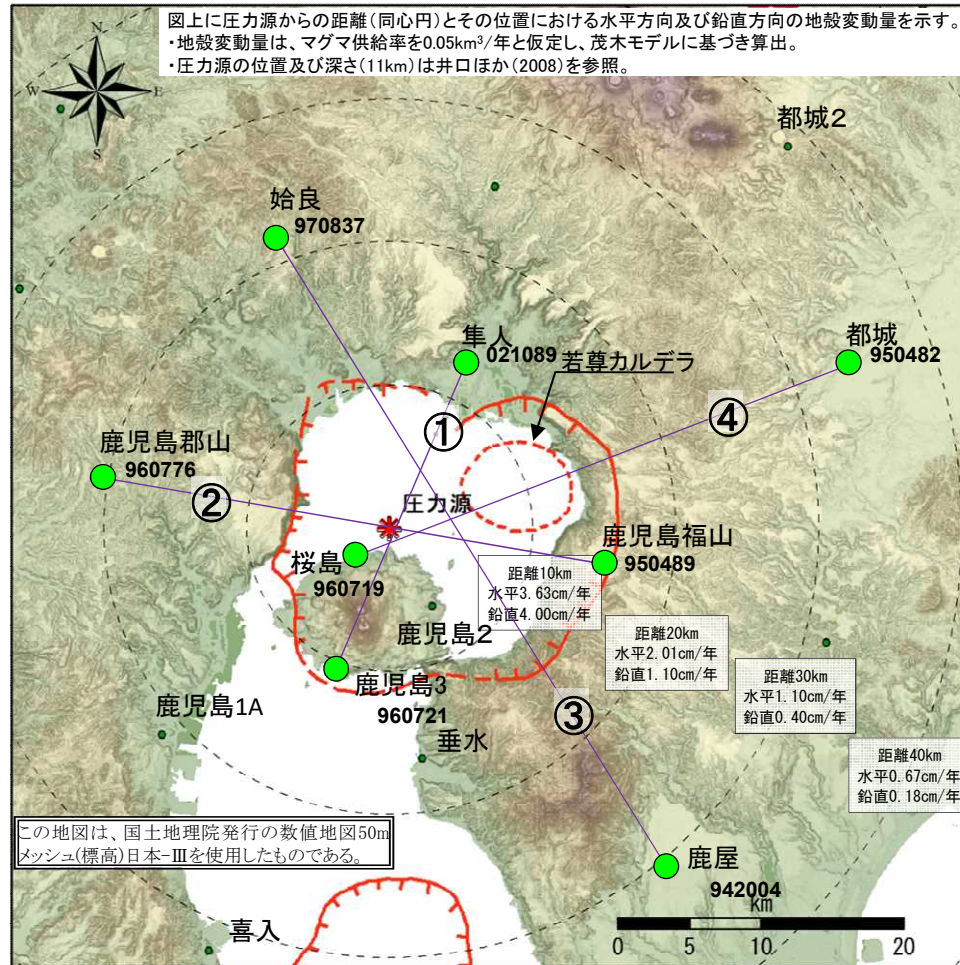 図上に圧力源からの距離(同心円)とその位置における水平方向及び鉛直方向の地殻変動量を示す。
・地殻変動量は、マグマ供給率を0.05km³/年と仮定し、茂木モデルに基づき算出。
・圧力源の位置及び深さ(11km)は井口ほか(2008)を参照。
N
W
E
S
都城2
姶良
970837
隼人
021089
若尊カルデラ
都城
950482
①
④
鹿児島郡山
960776
②
圧力源
鹿児島福山
950489
桜島
960719
距離10km
水平3.63cm/年
鉛直4.00cm/年
鹿児島2
距離20km
水平2.01cm/年
鉛直1.10cm/年
鹿児島3
960721
距離30km
水平1.10cm/年
鉛直0.40cm/年
鹿児島1A
③
垂水
距離40km
水平0.67cm/年
鉛直0.18cm/年
この地図は、国土地理院発行の数値地図50m
メッシュ(標高)日本-Ⅲを使用したものである。
鹿屋
942004
喜入
km
0 5 10 20